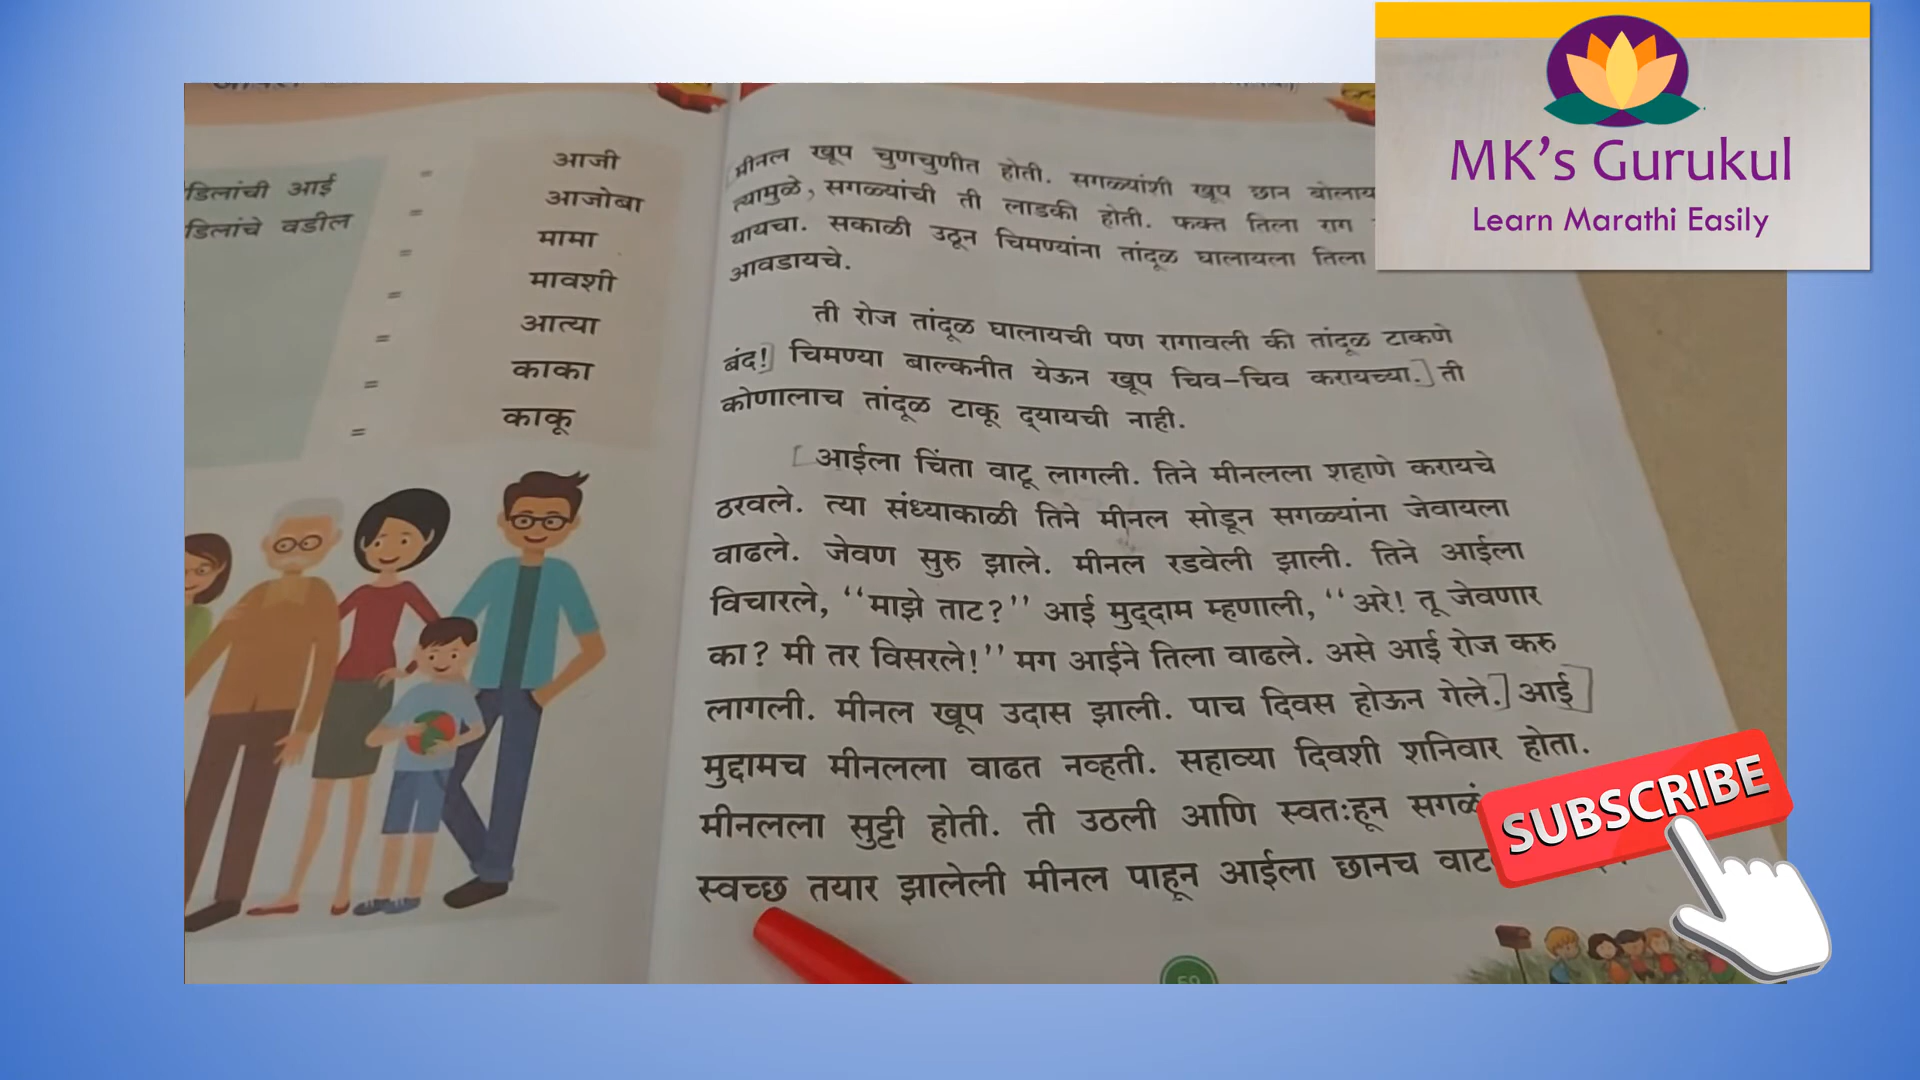 MK's Gurukul
Learn Marathi Easily
डिलांची आई
डिलांचे वडील
= आजी
= आजोबा
= मामा
= मावशी
= आत्या
= काका
= काकू
मीनल खूप चुणचुणीत होती. सगळ्यांशी खूप छान
त्यामुळे, सगळ्यांची ती लाडकी होती. फक्त तिला राग
यायचा. सकाळी उठून चिमण्यांना तांदूळ घालायला तिला
आवडायचे.
ती रोज तांदूळ घालायची पण रागावली की तांदूळ टाकणे
बंद!] चिमण्या बाल्कनीत येऊन खूप चिव-चिव करायच्या.] ती
कोणालाच तांदूळ टाकू द्यायची नाही.
[आईला चिंता वाटू लागली. तिने मीनलला शहाणे करायचे
ठरवले. त्या संध्याकाळी तिने मीनल सोडून सगळ्यांना जेवायला
वाढले. जेवण सुरु झाले. मीनल रडवेली झाली. तिने आईला
विचारले, ‘‘माझे ताट?’’ आई मुद्दाम म्हणाली, ‘‘अरे! तू जेवणार
का? मी तर विसरले!’’ मग आईने तिला वाढले. असे आई रोज करु
लागली. मीनल खूप उदास झाली. पाच दिवस होऊन गेले.] आई]
मुद्दामच मीनलला वाढत नव्हती. सहाव्या दिवशी शनिवार होता.
मीनलला सुट्टी होती. ती उठली आणि स्वतःहून सगळं
स्वच्छ तयार झालेली मीनल पाहून आईला छानच
SUBSCRIBE